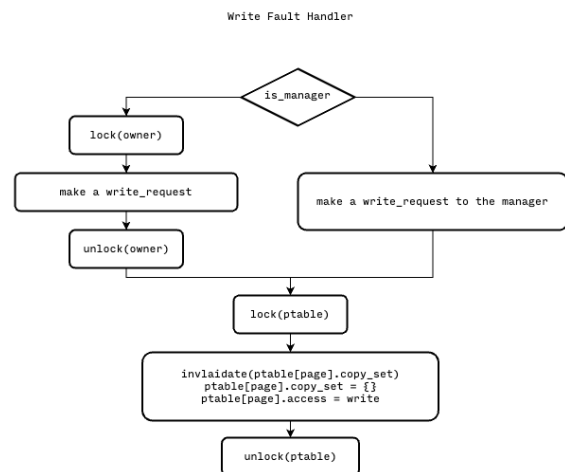 Write Fault Handler
is_manager
lock(owner)
make a write_request
make a write_request to the manager
unlock(owner)
lock(ptable)
invlaidate(ptable[page].copy_set)
ptable[page].copy_set = {}
ptable[page].access = write
unlock(ptable)